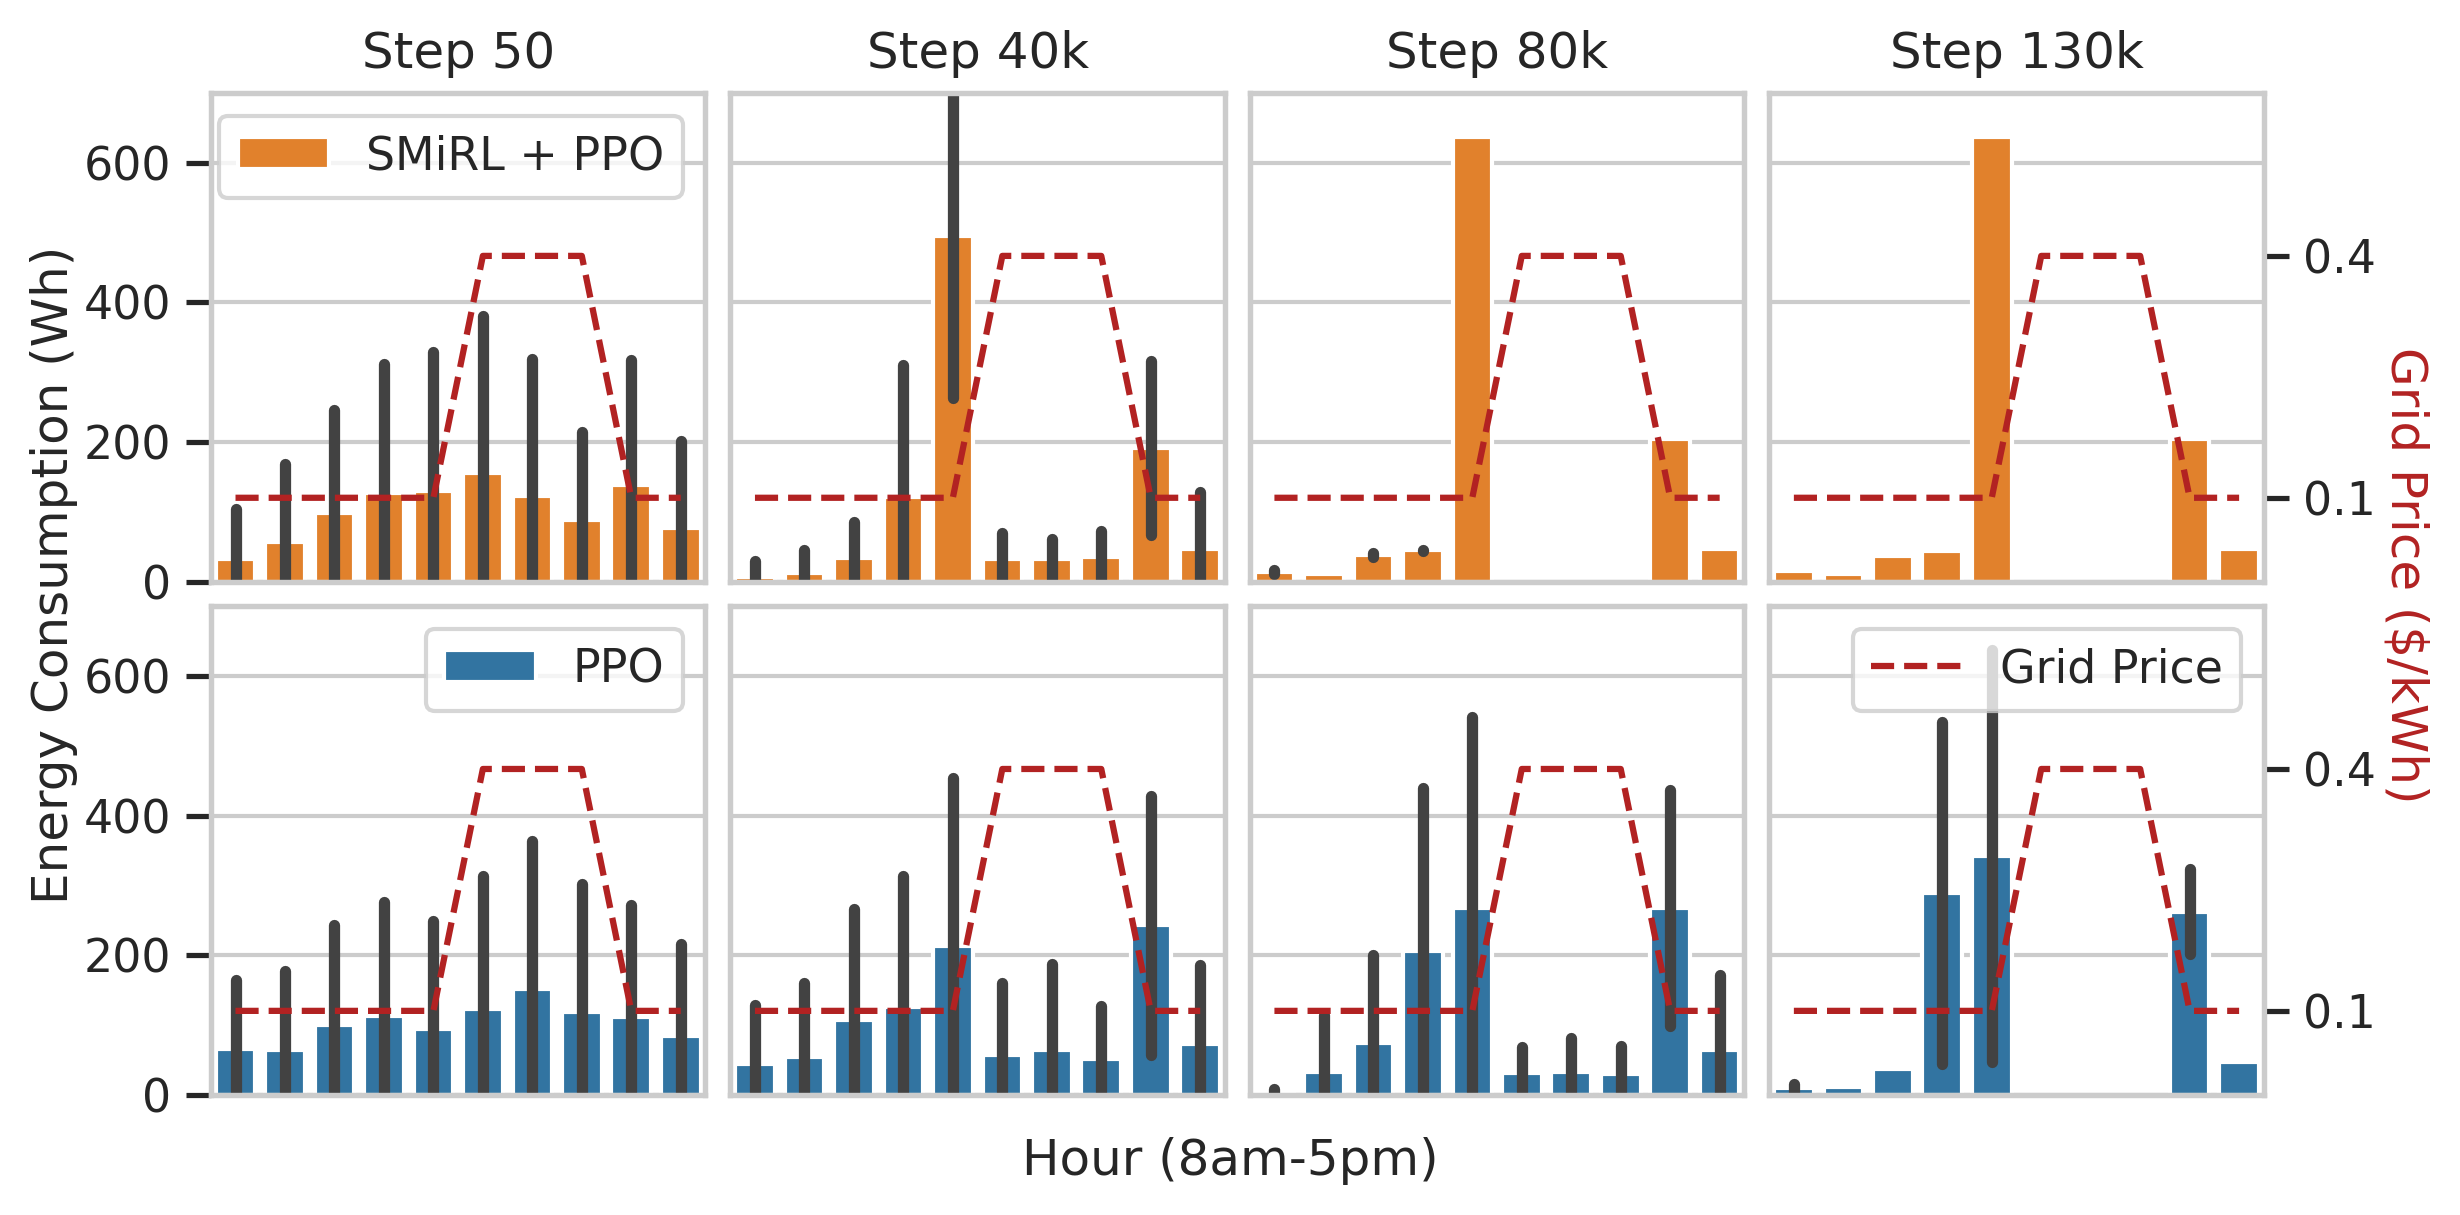 Step 50
Step 40k
Step 80k
Step 130k
SMiRL + PPO
600
400
200
0
0.4
0.1
PPO
Grid Price
600
400
200
0
0.4
0.1
Energy Consumption (Wh)
Grid Price ($/kWh)
Hour (8am-5pm)